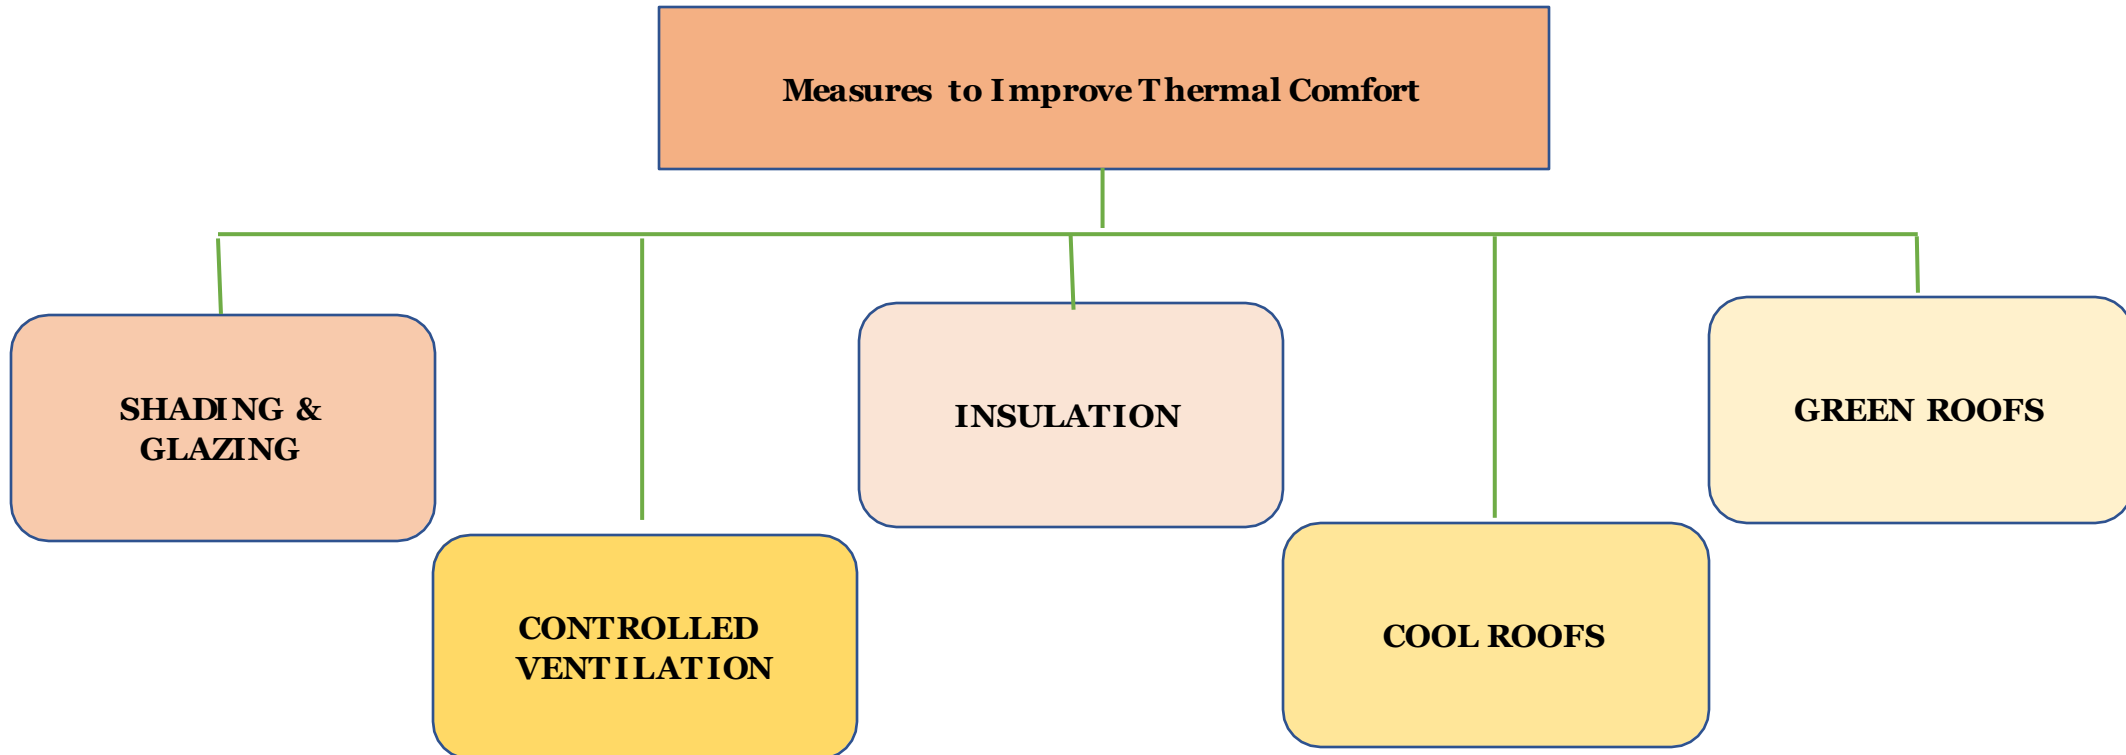 Measures to Improve Thermal Comfort
SHADING &
GLAZING
CONTROLLED
VENTILATION
INSULATION
COOL ROOFS
GREEN ROOFS